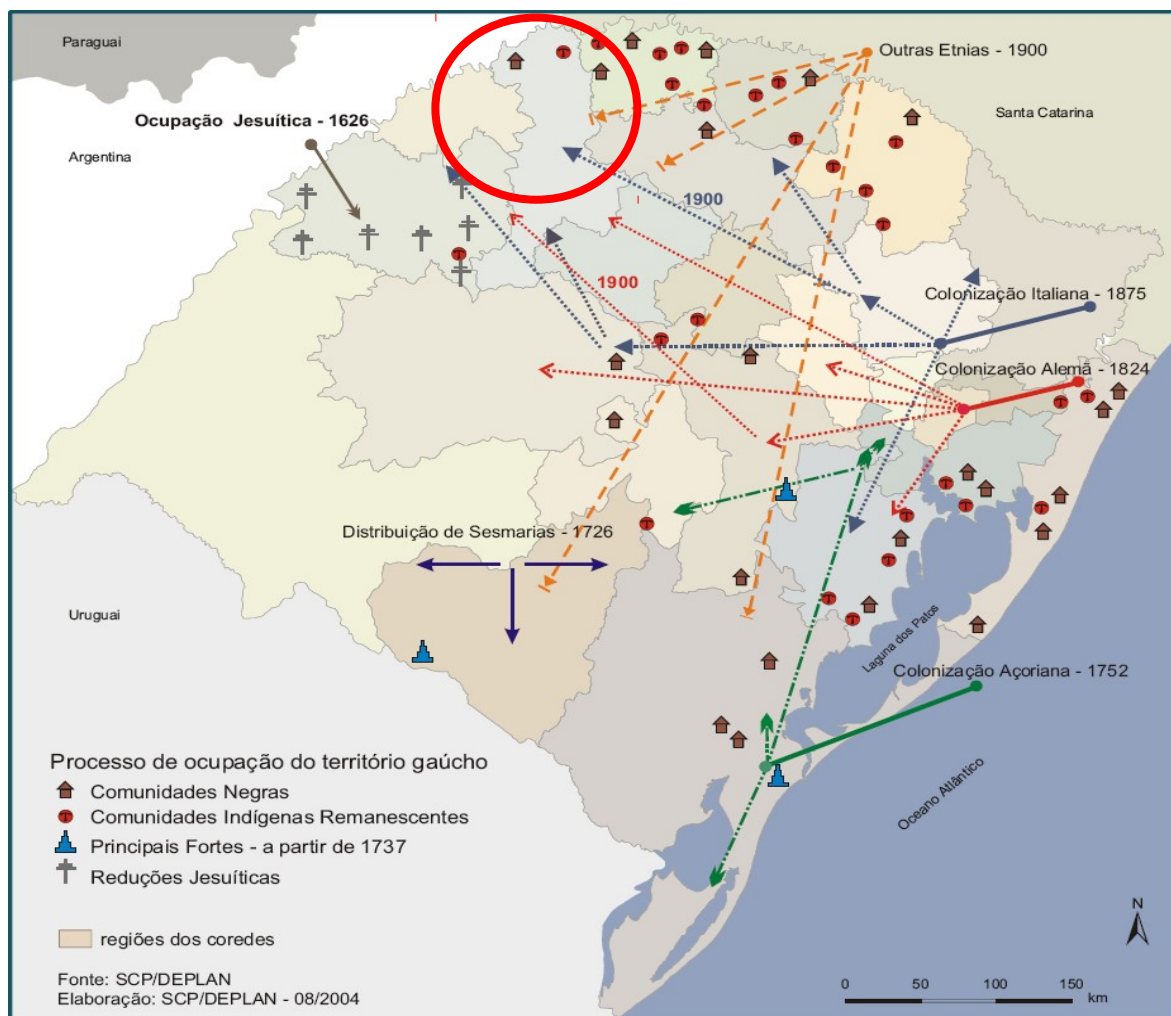 Paraguai
Outras Etnias - 1900
Santa Catarina
Ocupação Jesuítica - 1626
Argentina
1900
1900
Colonização Italiana - 1875
Colonização Alemã - 1824
Distribuição de Sesmarias - 1726
Uruguai
Laguna dos Patos
Colonização Açoriana - 1752
Oceano Atlântico
Processo de ocupação do território gaúcho
Comunidades Negras
Comunidades Indígenas Remanescentes
Principais Fortes - a partir de 1737
Reduções Jesuíticas
regiões dos coredes
Fonte: SCP/DEPLAN
Elaboração: SCP/DEPLAN - 08/2004
N
0 50 100 150
km